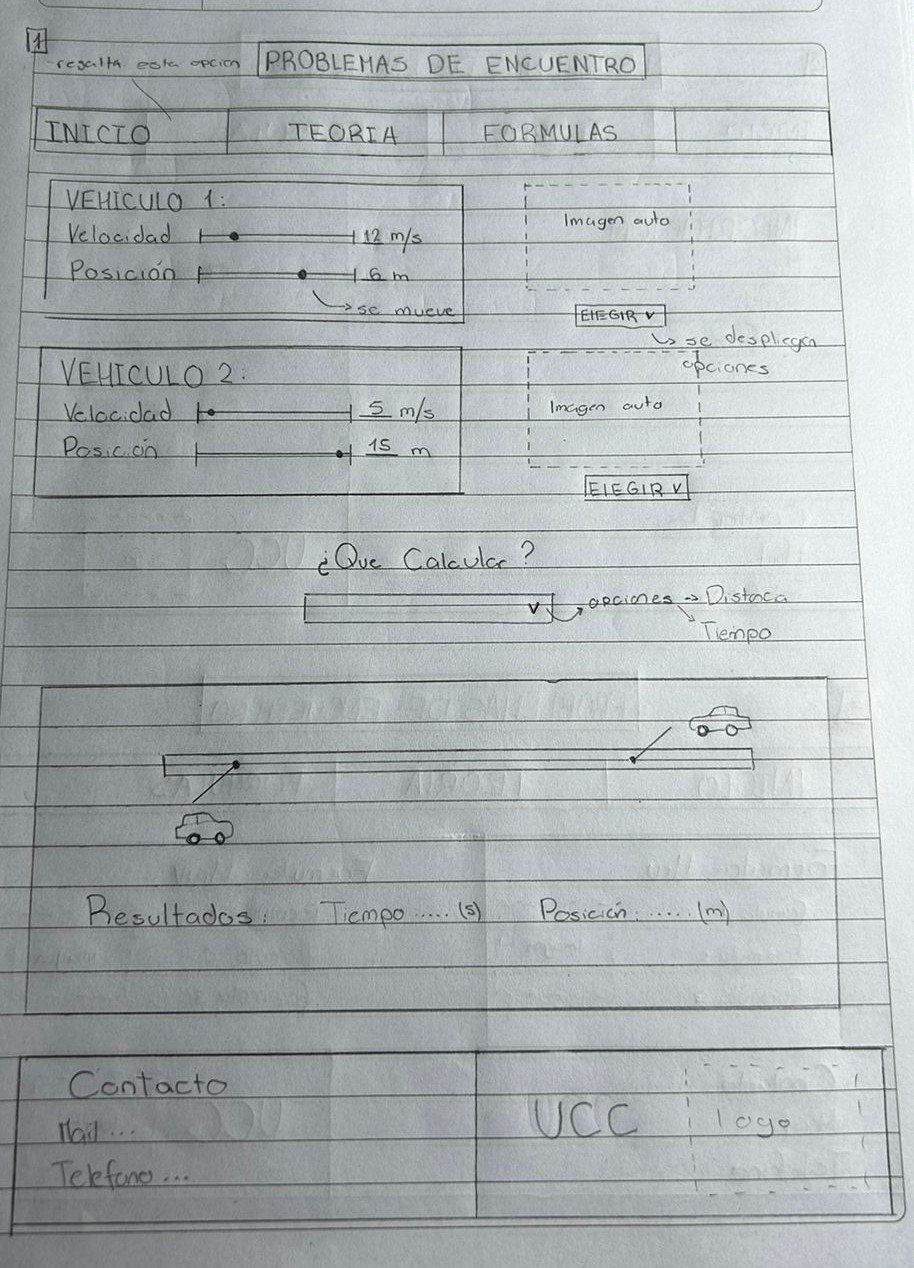 1
resalta esta opcion
PROBLEMAS DE ENCUENTRO
INICIO TEORIA FORMULAS
VEHICULO 1:
Velocidad 12 m/s
Posición 6 m
se mueve
Imagen auto
ElEGIR v
se despliegan
opciones
VEHICULO 2:
Velocidad 5 m/s
Posición 15 m
Imagen auto
ElEGIR v
¿Que Calcular?
v opciones → Distanca
Tiempo
Resultados: Tiempo ..... (s) Posición: ...... (m)
Contacto
Mail ...
Telefono ...
UCC
logo